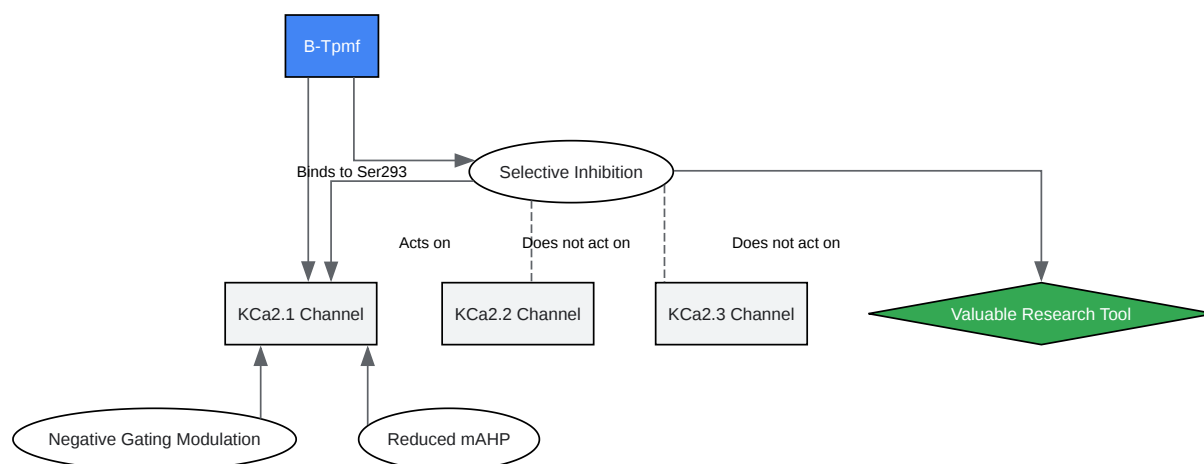 B-Tpmf
Binds to Ser293
Selective Inhibition
Acts on
Does not act on
Does not act on
KCa2.1 Channel
KCa2.2 Channel
KCa2.3 Channel
Valuable Research Tool
Negative Gating Modulation
Reduced mAHP